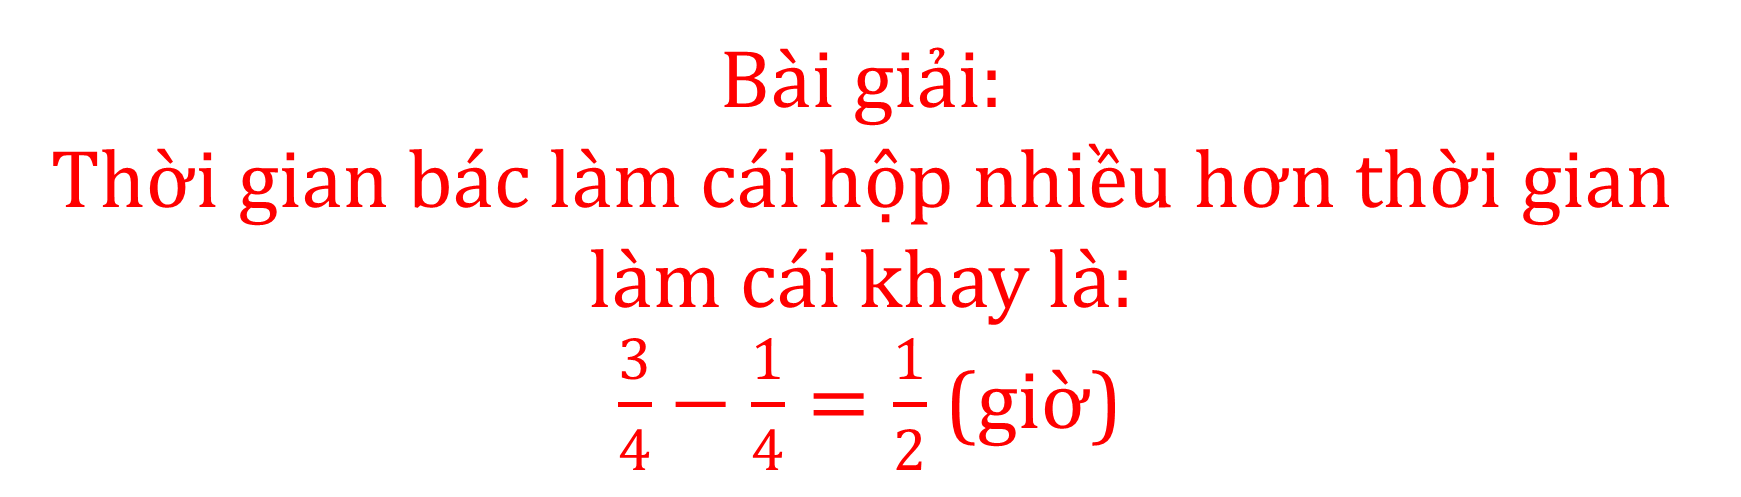 Bài giải:
Thời gian bác làm cái hộp nhiều hơn thời gian
làm cái khay là:
3/4 − 1/4 = 1/2 (giờ)